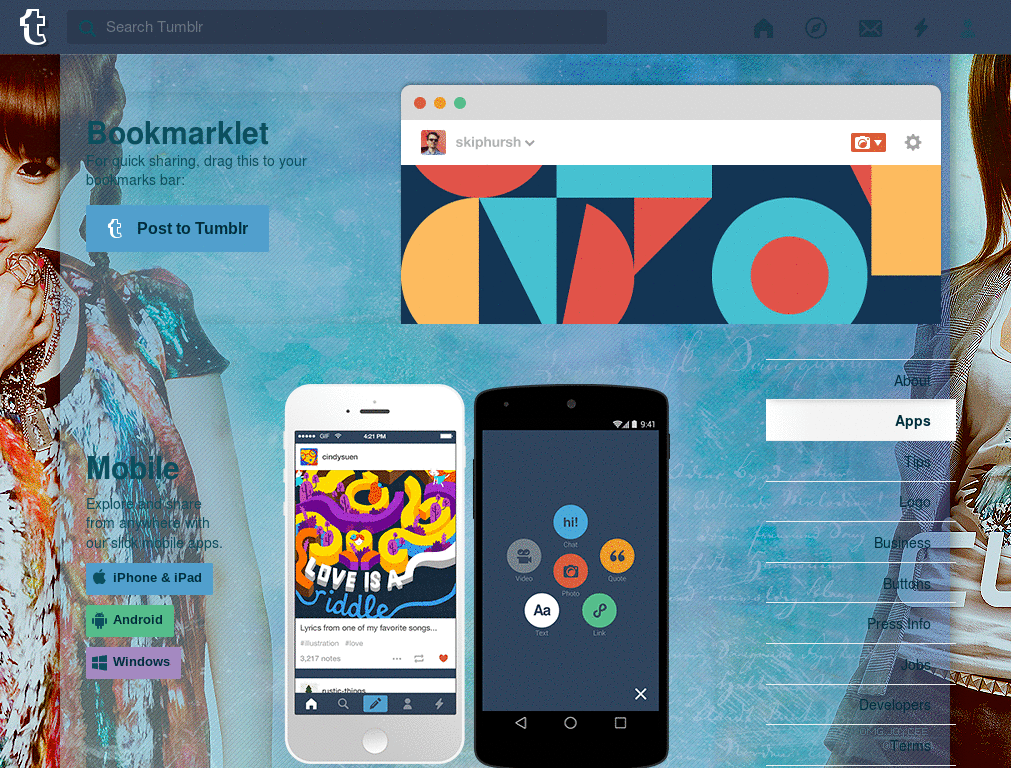 Search Tumblr
Bookmarklet
For quick sharing, drag this to your
bookmarks bar:
Post to Tumblr
skiphursh
Mobile
Explore and share
from anywhere with
our slick mobile apps.
iPhone & iPad
Android
Windows
GIF
4:21 PM
cindysuen
LOVE IS A
riddle
Lyrics from one of my favorite songs...
#illustration #love
3,217 notes
rustic-things
9:41
hi!
Chat
Video
Quote
Photo
Aa
Text
Link
About
Apps
Tips
Logo
Business
Buttons
Press Info
Jobs
Developers
Terms